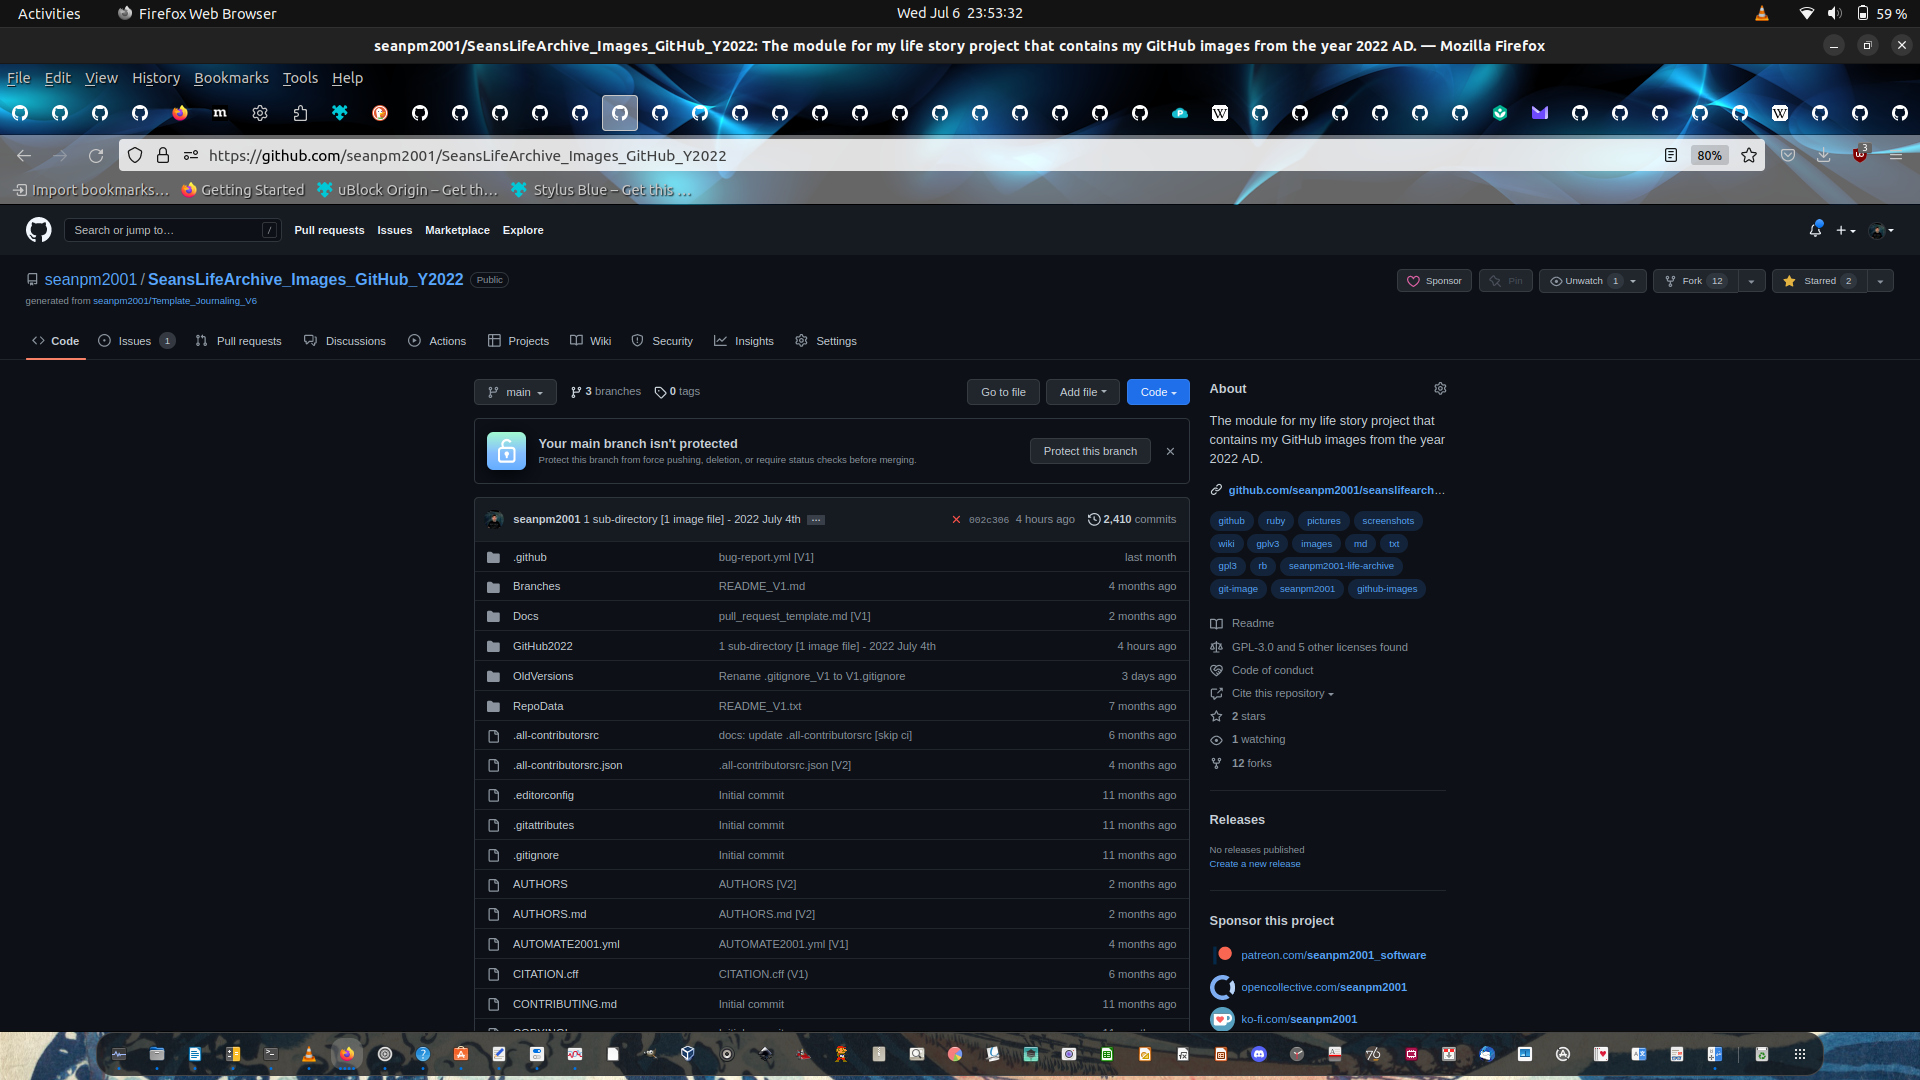 Activities
Firefox Web Browser
Wed Jul 6 23:53:32
59 %
seanpm2001/SeansLifeArchive_Images_GitHub_Y2022: The module for my life story project that contains my GitHub images from the year 2022 AD. — Mozilla Firefox
File Edit View History Bookmarks Tools Help
https://github.com/seanpm2001/SeansLifeArchive_Images_GitHub_Y2022
80%
3
Import bookmarks… Getting Started uBlock Origin – Get th… Stylus Blue – Get this …
Search or jump to… /
Pull requests Issues Marketplace Explore
seanpm2001 / SeansLifeArchive_Images_GitHub_Y2022 Public
Sponsor Pin Unwatch 1 Fork 12 Starred 2
generated from seanpm2001/Template_Journaling_V6
Code Issues 1 Pull requests Discussions Actions Projects Wiki Security Insights Settings
main 3 branches 0 tags
Go to file Add file Code
Your main branch isn't protected
Protect this branch from force pushing, deletion, or require status checks before merging.
Protect this branch
seanpm2001 1 sub-directory [1 image file] - 2022 July 4th … 002c306 4 hours ago 2,410 commits
.github bug-report.yml [V1] last month
Branches README_V1.md 4 months ago
Docs pull_request_template.md [V1] 2 months ago
GitHub2022 1 sub-directory [1 image file] - 2022 July 4th 4 hours ago
OldVersions Rename .gitignore_V1 to V1.gitignore 3 days ago
RepoData README_V1.txt 7 months ago
.all-contributorsrc docs: update .all-contributorsrc [skip ci] 6 months ago
.all-contributorsrc.json .all-contributorsrc.json [V2] 4 months ago
.editorconfig Initial commit 11 months ago
.gitattributes Initial commit 11 months ago
.gitignore Initial commit 11 months ago
AUTHORS AUTHORS [V2] 2 months ago
AUTHORS.md AUTHORS.md [V2] 2 months ago
AUTOMATE2001.yml AUTOMATE2001.yml [V1] 4 months ago
CITATION.cff CITATION.cff (V1) 6 months ago
CONTRIBUTING.md Initial commit 11 months ago
About
The module for my life story project that
contains my GitHub images from the year
2022 AD.
github.com/seanpm2001/seanslifearch…
github ruby pictures screenshots
wiki gplv3 images md txt
gpl3 rb seanpm2001-life-archive
git-image seanpm2001 github-images
Readme
GPL-3.0 and 5 other licenses found
Code of conduct
Cite this repository
2 stars
1 watching
12 forks
Releases
No releases published
Create a new release
Sponsor this project
patreon.com/seanpm2001_software
opencollective.com/seanpm2001
ko-fi.com/seanpm2001